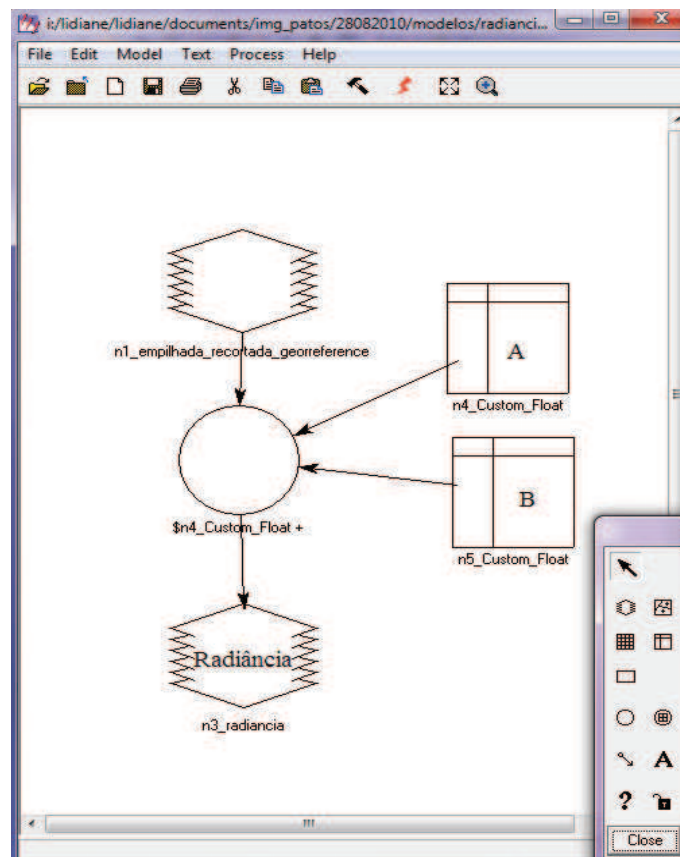 i:/lidiane/lidiane/documents/img_patos/28082010/modelos/radianci...
File Edit Model Text Process Help
n1_empilhada_recortada_georreference
A
n4_Custom_Float
B
n5_Custom_Float
$n4_Custom_Float +
Radiância
n3_radiancia
A
?
Close